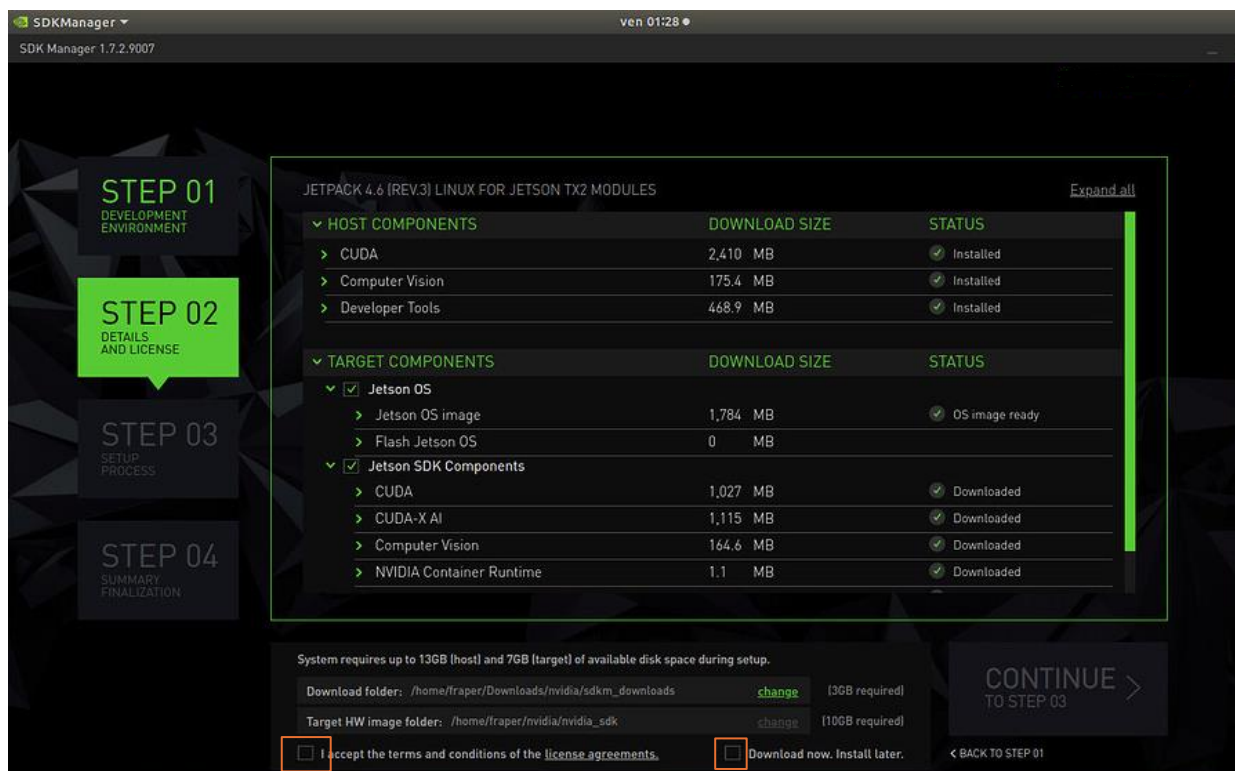 SDKManager
ven 01:28
SDK Manager 1.7.2.9007
STEP 01
DEVELOPMENT
ENVIRONMENT
STEP 02
DETAILS
AND LICENSE
STEP 03
SETUP
PROCESS
STEP 04
SUMMARY
FINALIZATION
JETPACK 4.6 (REV.3) LINUX FOR JETSON TX2 MODULES Expand all
HOST COMPONENTS DOWNLOAD SIZE STATUS
CUDA 2,410 MB Installed
Computer Vision 175.4 MB Installed
Developer Tools 468.9 MB Installed
TARGET COMPONENTS DOWNLOAD SIZE STATUS
Jetson OS
Jetson OS image 1,784 MB OS image ready
Flash Jetson OS 0 MB
Jetson SDK Components
CUDA 1,027 MB Downloaded
CUDA-X AI 1,115 MB Downloaded
Computer Vision 164.6 MB Downloaded
NVIDIA Container Runtime 1.1 MB Downloaded
System requires up to 13GB (host) and 7GB (target) of available disk space during setup.
Download folder: /home/fraper/Downloads/nvidia/sdkm_downloads change (3GB required)
Target HW image folder: /home/fraper/nvidia/nvidia_sdk change (10GB required)
I accept the terms and conditions of the license agreements. Download now. Install later.
CONTINUE
TO STEP 03
< BACK TO STEP 01